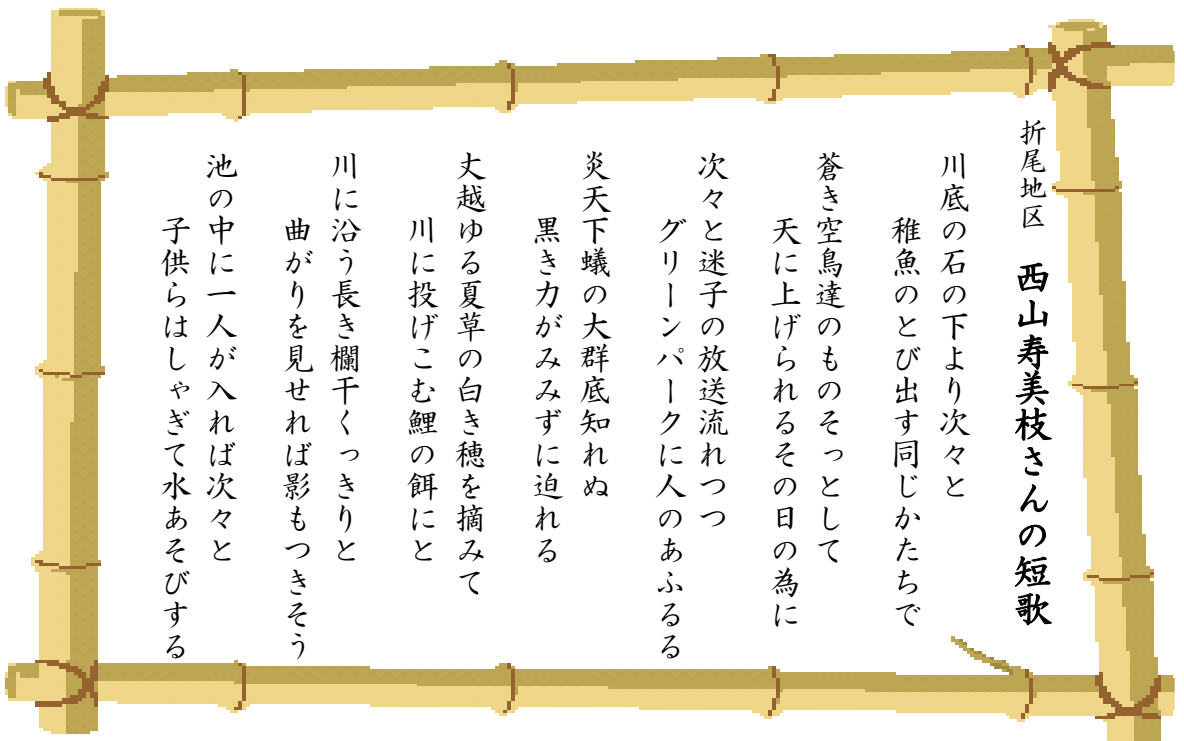 折尾地区　西山寿美枝さんの短歌
川底の石の下より次々と
稚魚のとび出す同じかたちで
蒼き空鳥達のものそっとして
天に上げられるその日の為に
次々と迷子の放送流れつつ
グリーンパークに人のあふるる
炎天下蟻の大群底知れぬ
黒き力がみみずに迫れる
丈越ゆる夏草の白き穂を摘みて
川に投げこむ鯉の餌にと
川に沿う長き欄干くっきりと
曲がりを見せれば影もつきそう
池の中に一人が入れば次々と
子供らはしゃぎて水あそびする